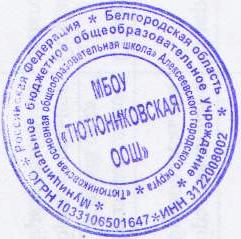 * Российская Федерация * Белгородская область
* Муниципальное бюджетное общеобразовательное учреждение *
«Тютюниковская основная общеобразовательная школа» Алексеевского городского округа *
ОГРН 1033106501647 * ИНН 3122008002 *
МБОУ
«ТЮТЮНИКОВСКАЯ
ООШ»